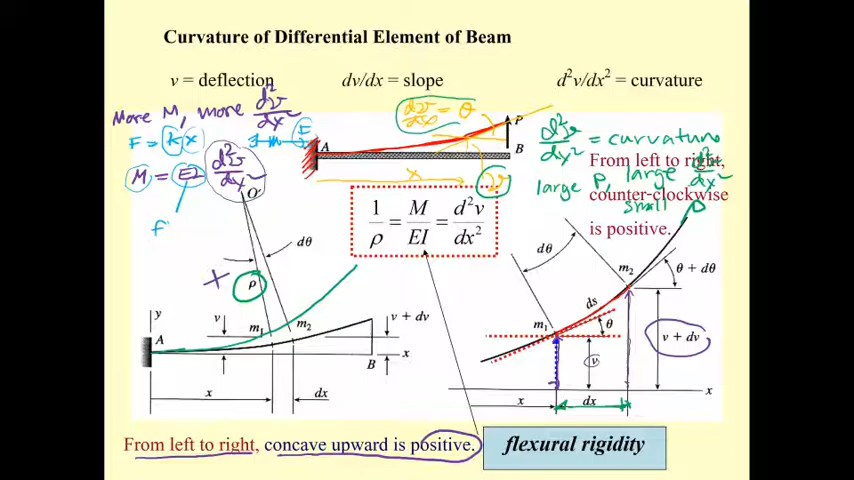 Curvature of Differential Element of Beam
v = deflection dv/dx = slope d²v/dx² = curvature
More M, more d²v/dx²
F = k x
M = EI d²v/dx²
f
dv/dx = θ
P
A
B
x
v
E
d²v/dx² = curvature
From left to right,
large P, large d²v/dx²
counter-clockwise
small ρ
is positive.
1/ρ = M/EI = d²v/dx²
O'
dθ
+
ρ
y
v
m₁
m₂
v + dv
A
x
B
x
dx
dθ
m₂
θ + dθ
ds
m₁
θ
v
v + dv
x
x
dx
From left to right, concave upward is positive.
flexural rigidity